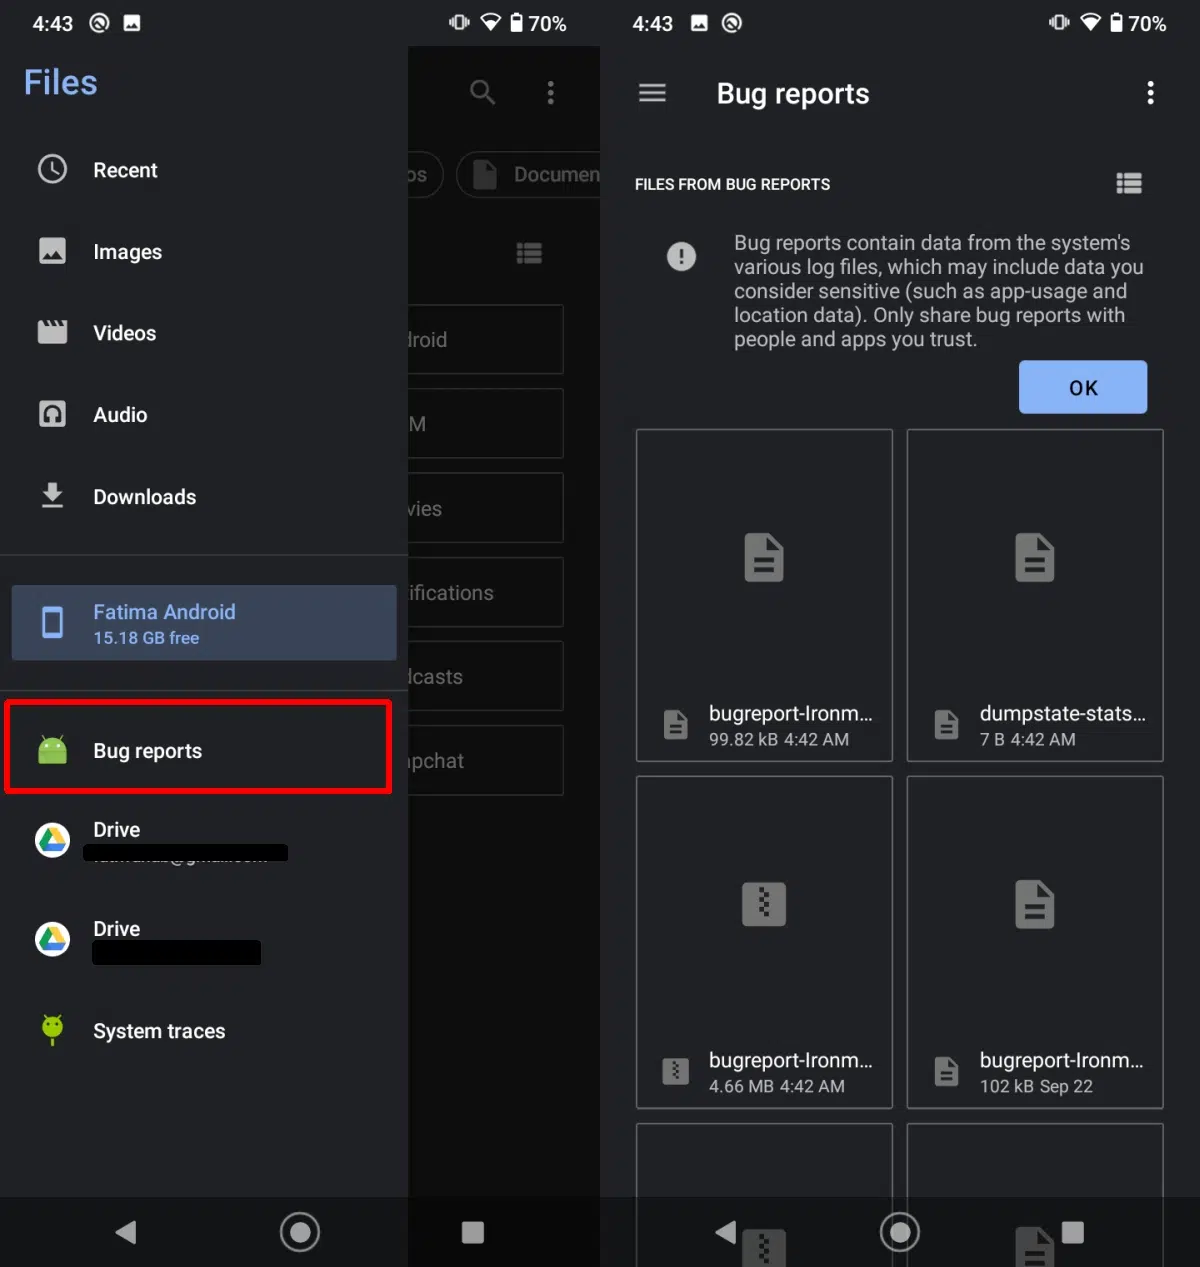 4:43
70%
Files
Recent
Images
Videos
Audio
Downloads
Fatima Android
15.18 GB free
Bug reports
Drive
Drive
System traces
os
Documen
droid
M
vies
ifications
dcasts
pchat
4:43
70%
Bug reports
FILES FROM BUG REPORTS
Bug reports contain data from the system's
various log files, which may include data you
consider sensitive (such as app-usage and
location data). Only share bug reports with
people and apps you trust.
OK
bugreport-Ironm...
99.82 kB 4:42 AM
dumpstate-stats...
7 B 4:42 AM
bugreport-Ironm...
4.66 MB 4:42 AM
bugreport-Ironm...
102 kB Sep 22